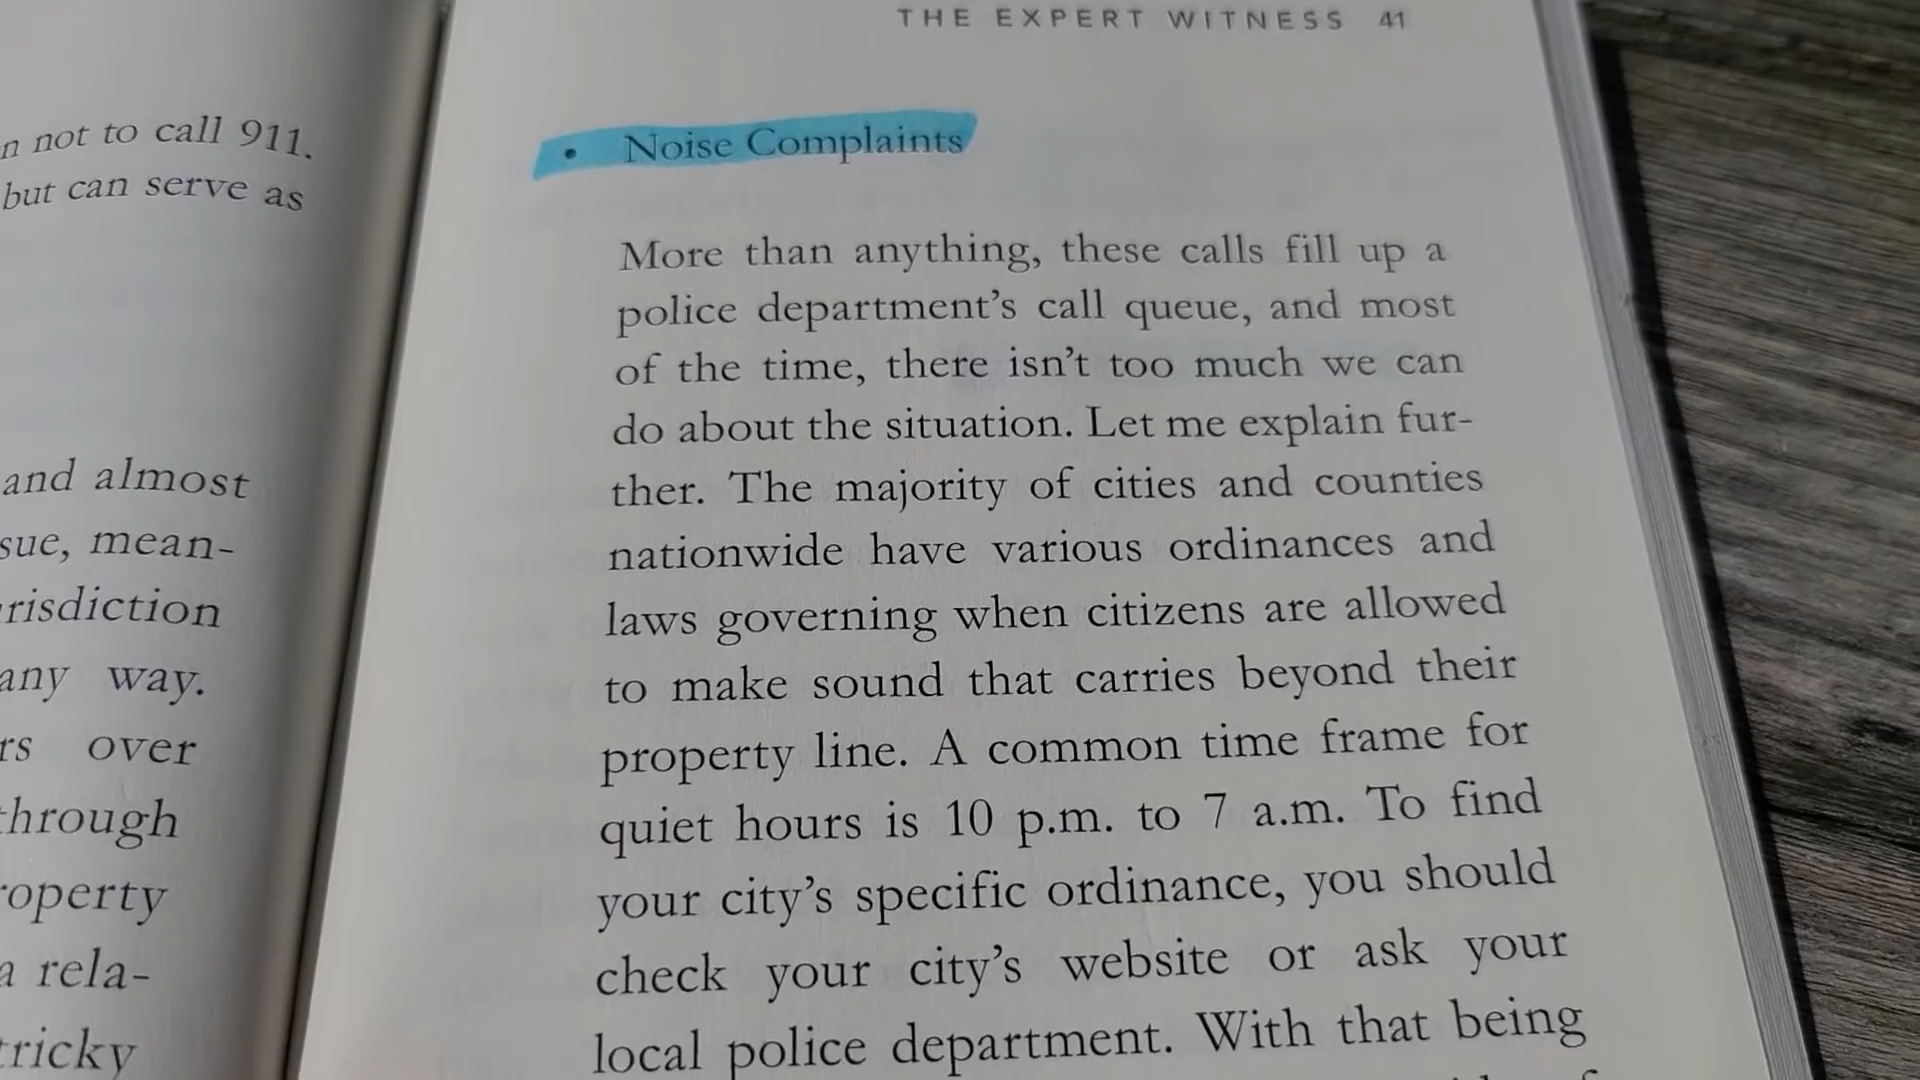 n not to call 911.
but can serve as
and almost
sue, mean-
risdiction
any way.
rs over
through
operty
a rela-
tricky
THE EXPERT WITNESS 41
• Noise Complaints
More than anything, these calls fill up a
police department's call queue, and most
of the time, there isn't too much we can
do about the situation. Let me explain fur-
ther. The majority of cities and counties
nationwide have various ordinances and
laws governing when citizens are allowed
to make sound that carries beyond their
property line. A common time frame for
quiet hours is 10 p.m. to 7 a.m. To find
your city's specific ordinance, you should
check your city's website or ask your
local police department. With that being